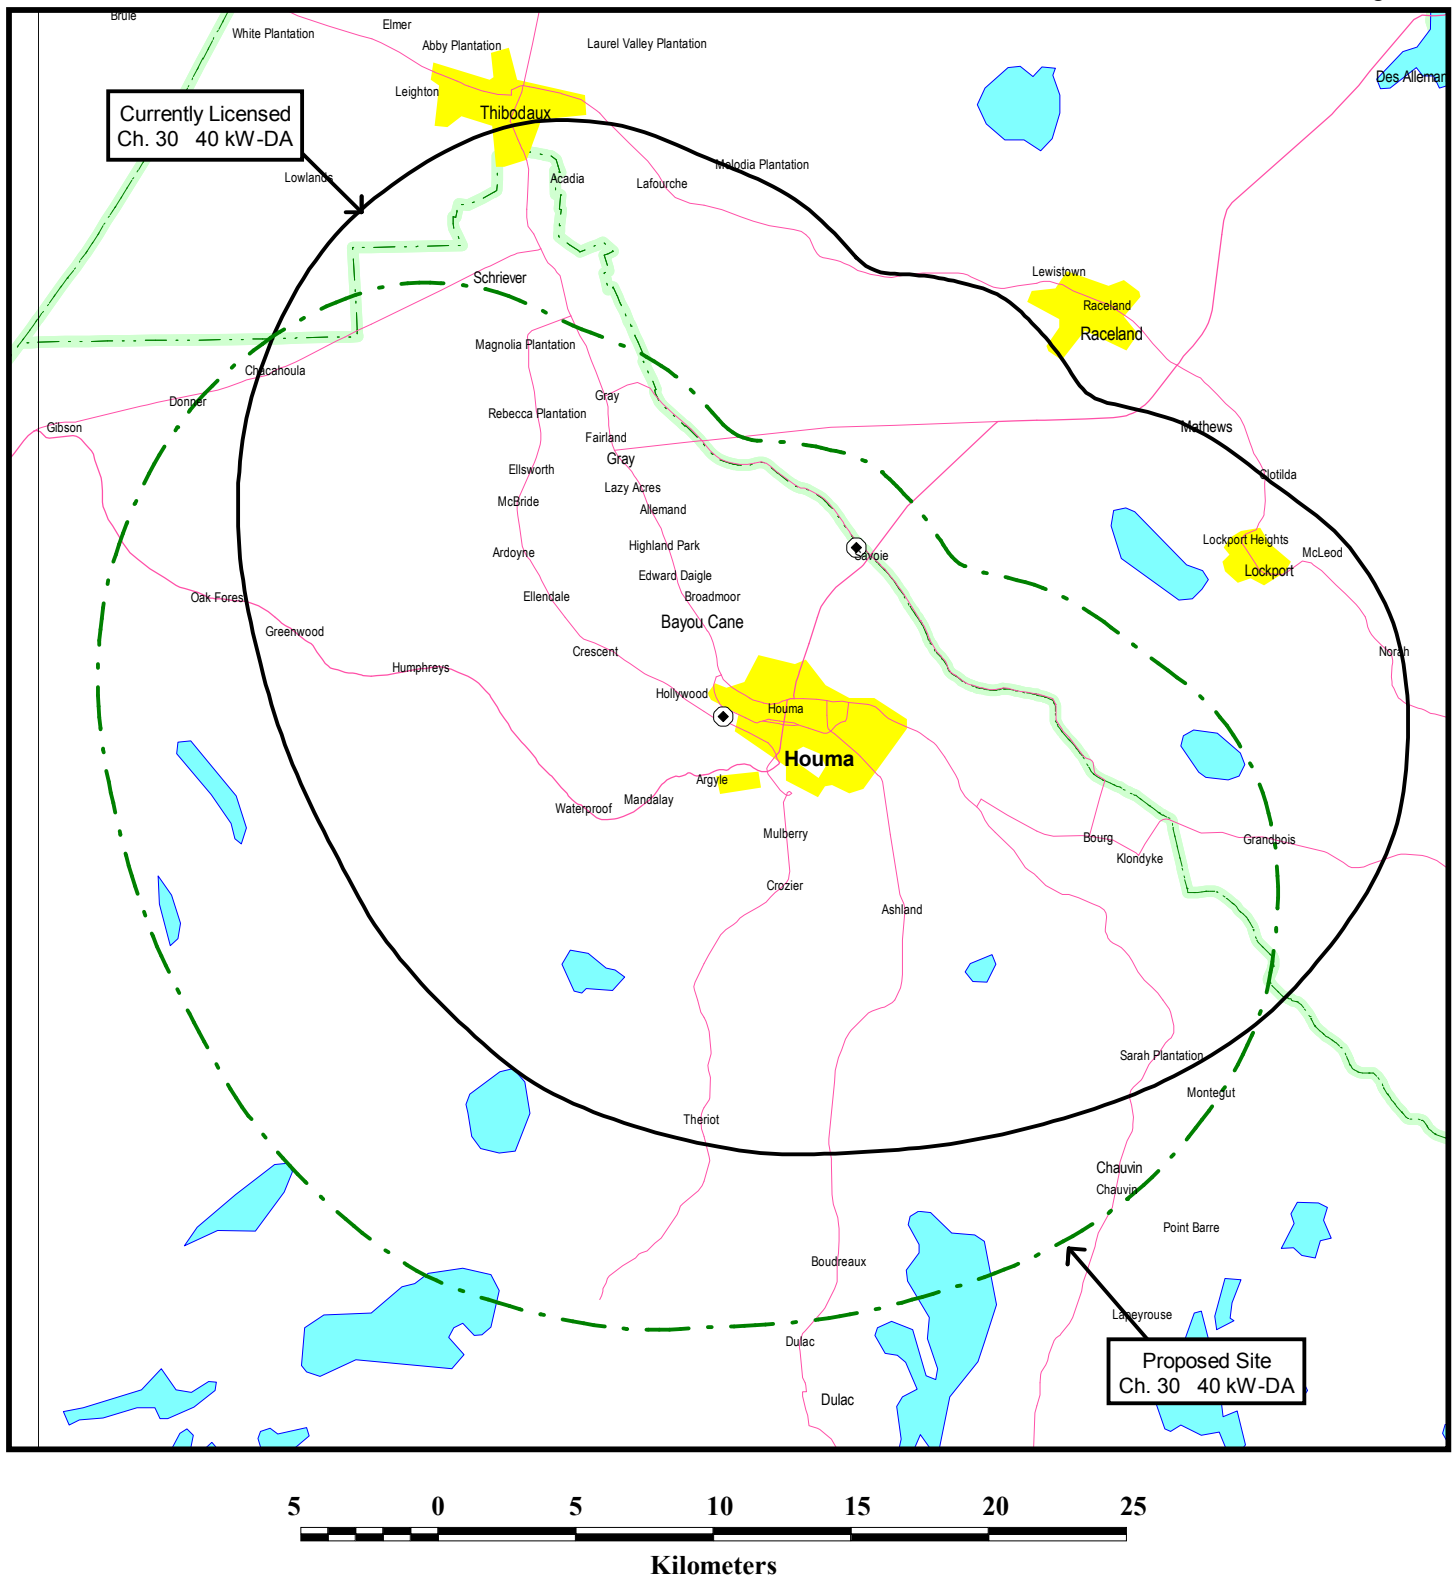 Brule
White Plantation
Elmer
Abby Plantation
Laurel Valley Plantation
Leighton
Thibodaux
Currently Licensed
Ch. 30 40 kW-DA
Lowlands
Acadia
Lafourche
Melodia Plantation
Schriever
Lewistown
Raceland
Raceland
Magnolia Plantation
Chacahoula
Donner
Gibson
Gray
Rebecca Plantation
Fairland
Gray
Mathews
Ellsworth
Clotilda
Lazy Acres
McBride
Allemand
Highland Park
Ardoyne
Savoie
Lockport Heights
McLeod
Lockport
Edward Daigle
Ellendale
Broadmoor
Oak Fores
Greenwood
Bayou Cane
Crescent
Norah
Humphreys
Hollywood
Houma
Houma
Argyle
Mandalay
Waterproof
Mulberry
Bourg
Grandbois
Klondyke
Crozier
Ashland
Sarah Plantation
Montegut
Theriot
Chauvin
Chauvin
Point Barre
Boudreaux
Lapeyrouse
Dulac
Proposed Site
Ch. 30 40 kW-DA
Dulac
5 0 5 10 15 20 25
Kilometers